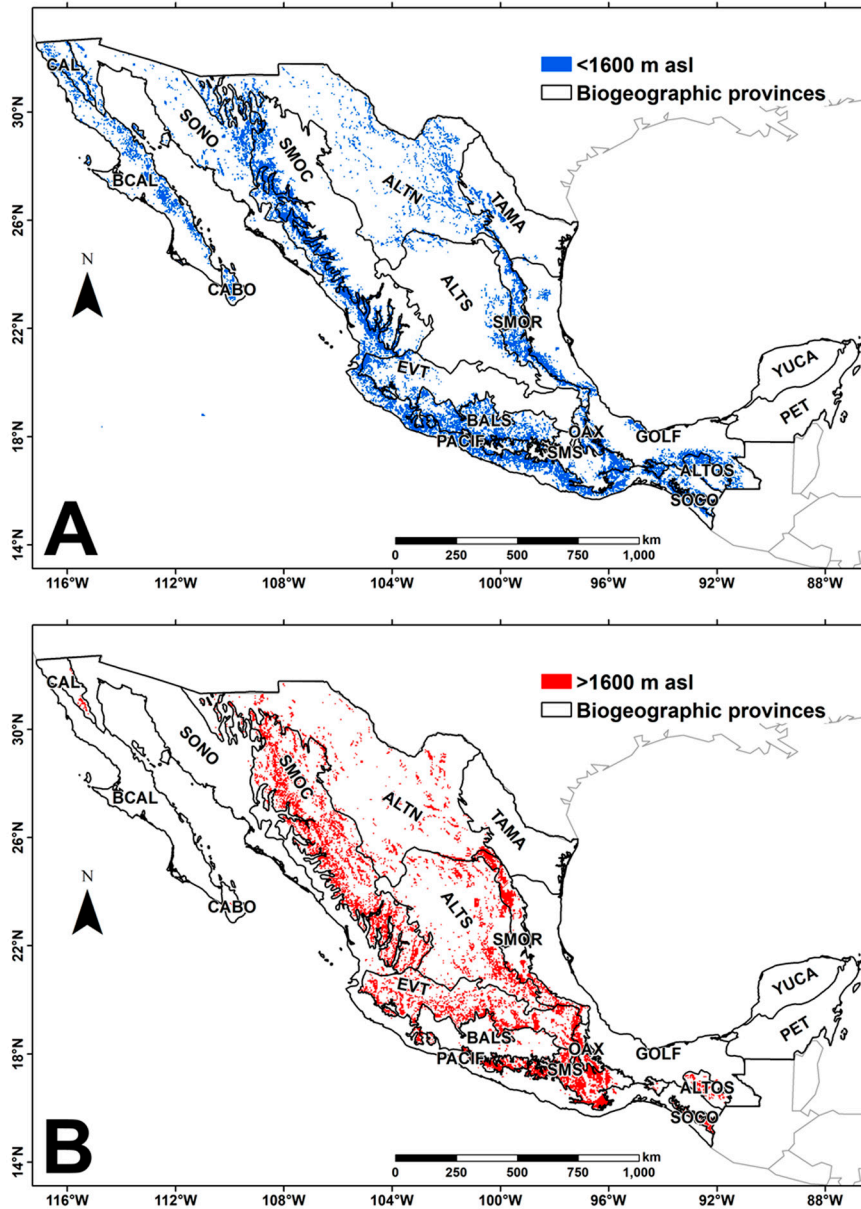 <1600 m asl
Biogeographic provinces
CAL
30°N
SONO
SMOC
BCAL
ALTN
TAMA
26°N
N
CABO
ALTS
22°N
SMOR
EVT
YUCA
BALS
PET
18°N
PACIF
SMS
OAX
GOLF
ALTOS
SOCO
A
14°N
km
0 250 500 750 1,000
116°W 112°W 108°W 104°W 100°W 96°W 92°W 88°W
>1600 m asl
Biogeographic provinces
CAL
30°N
SONO
SMOC
BCAL
ALTN
TAMA
26°N
N
CABO
ALTS
22°N
SMOR
EVT
YUCA
BALS
PET
18°N
PACIF
SMS
OAX
GOLF
ALTOS
SOCO
B
14°N
km
0 250 500 750 1,000
116°W 112°W 108°W 104°W 100°W 96°W 92°W 88°W